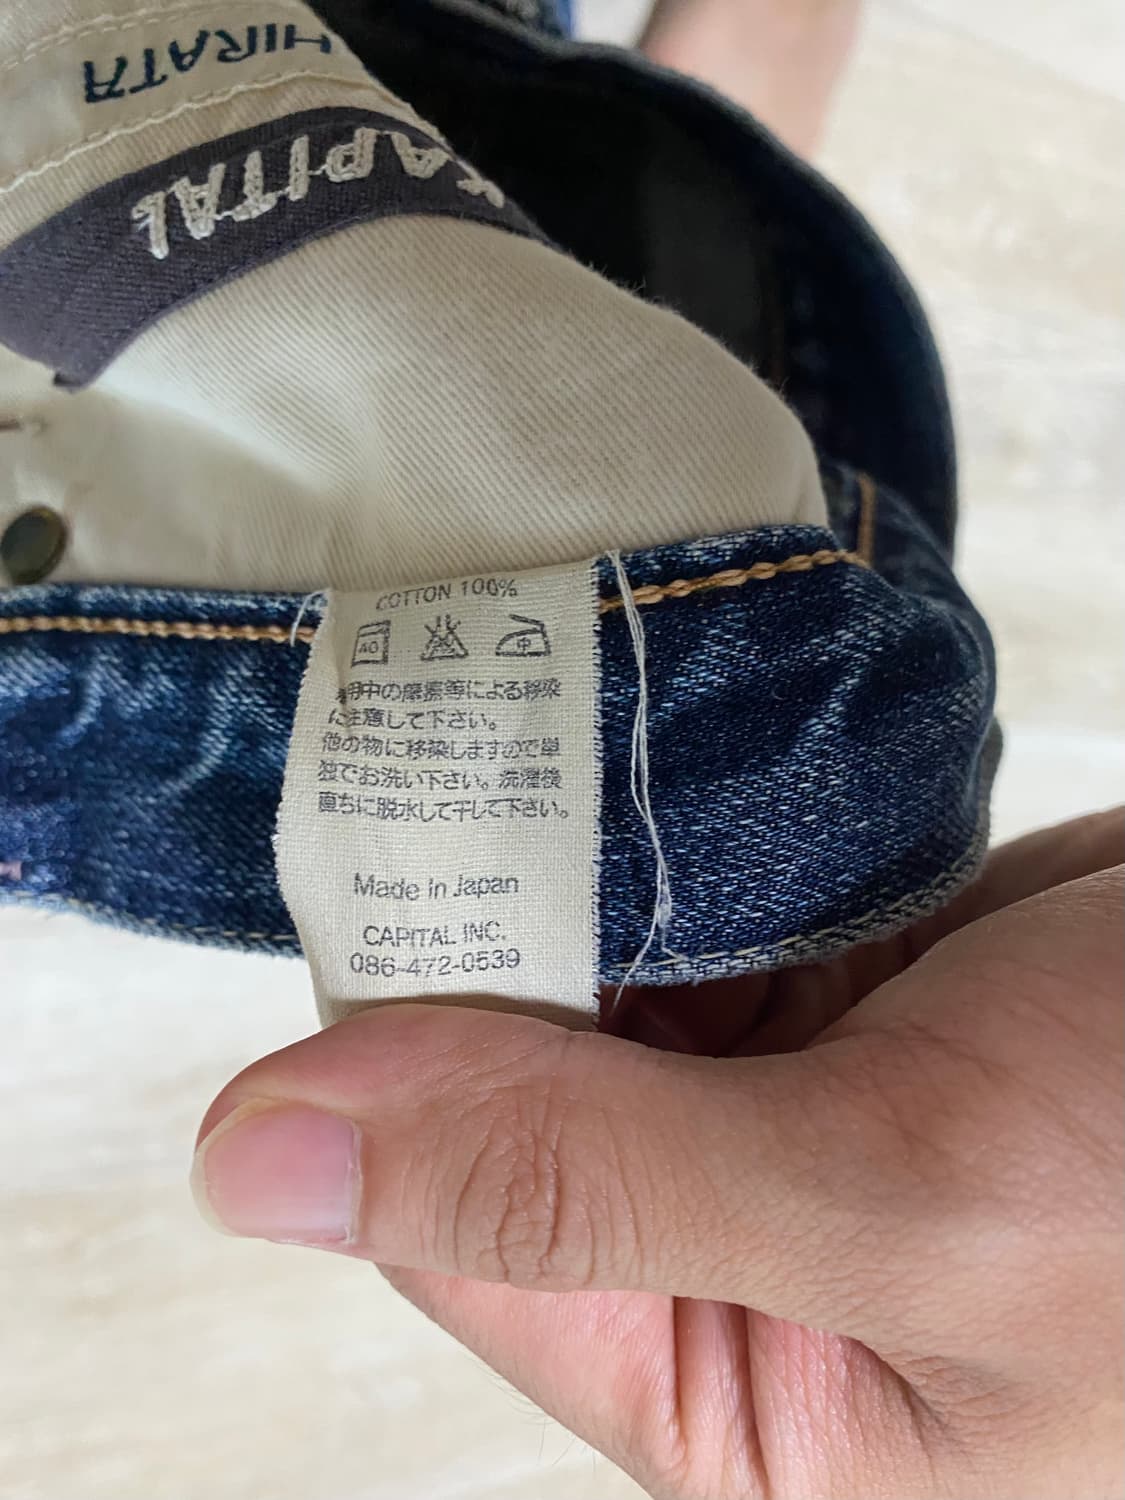 HIRATA
KAPITAL
COTTON 100%
40 中
着用中の摩擦等による移染
に注意して下さい。
他の物に移染しますので単
独でお洗い下さい。洗濯後
直ちに脱水して干して下さい。
Made in Japan
CAPITAL INC.
086-472-0539